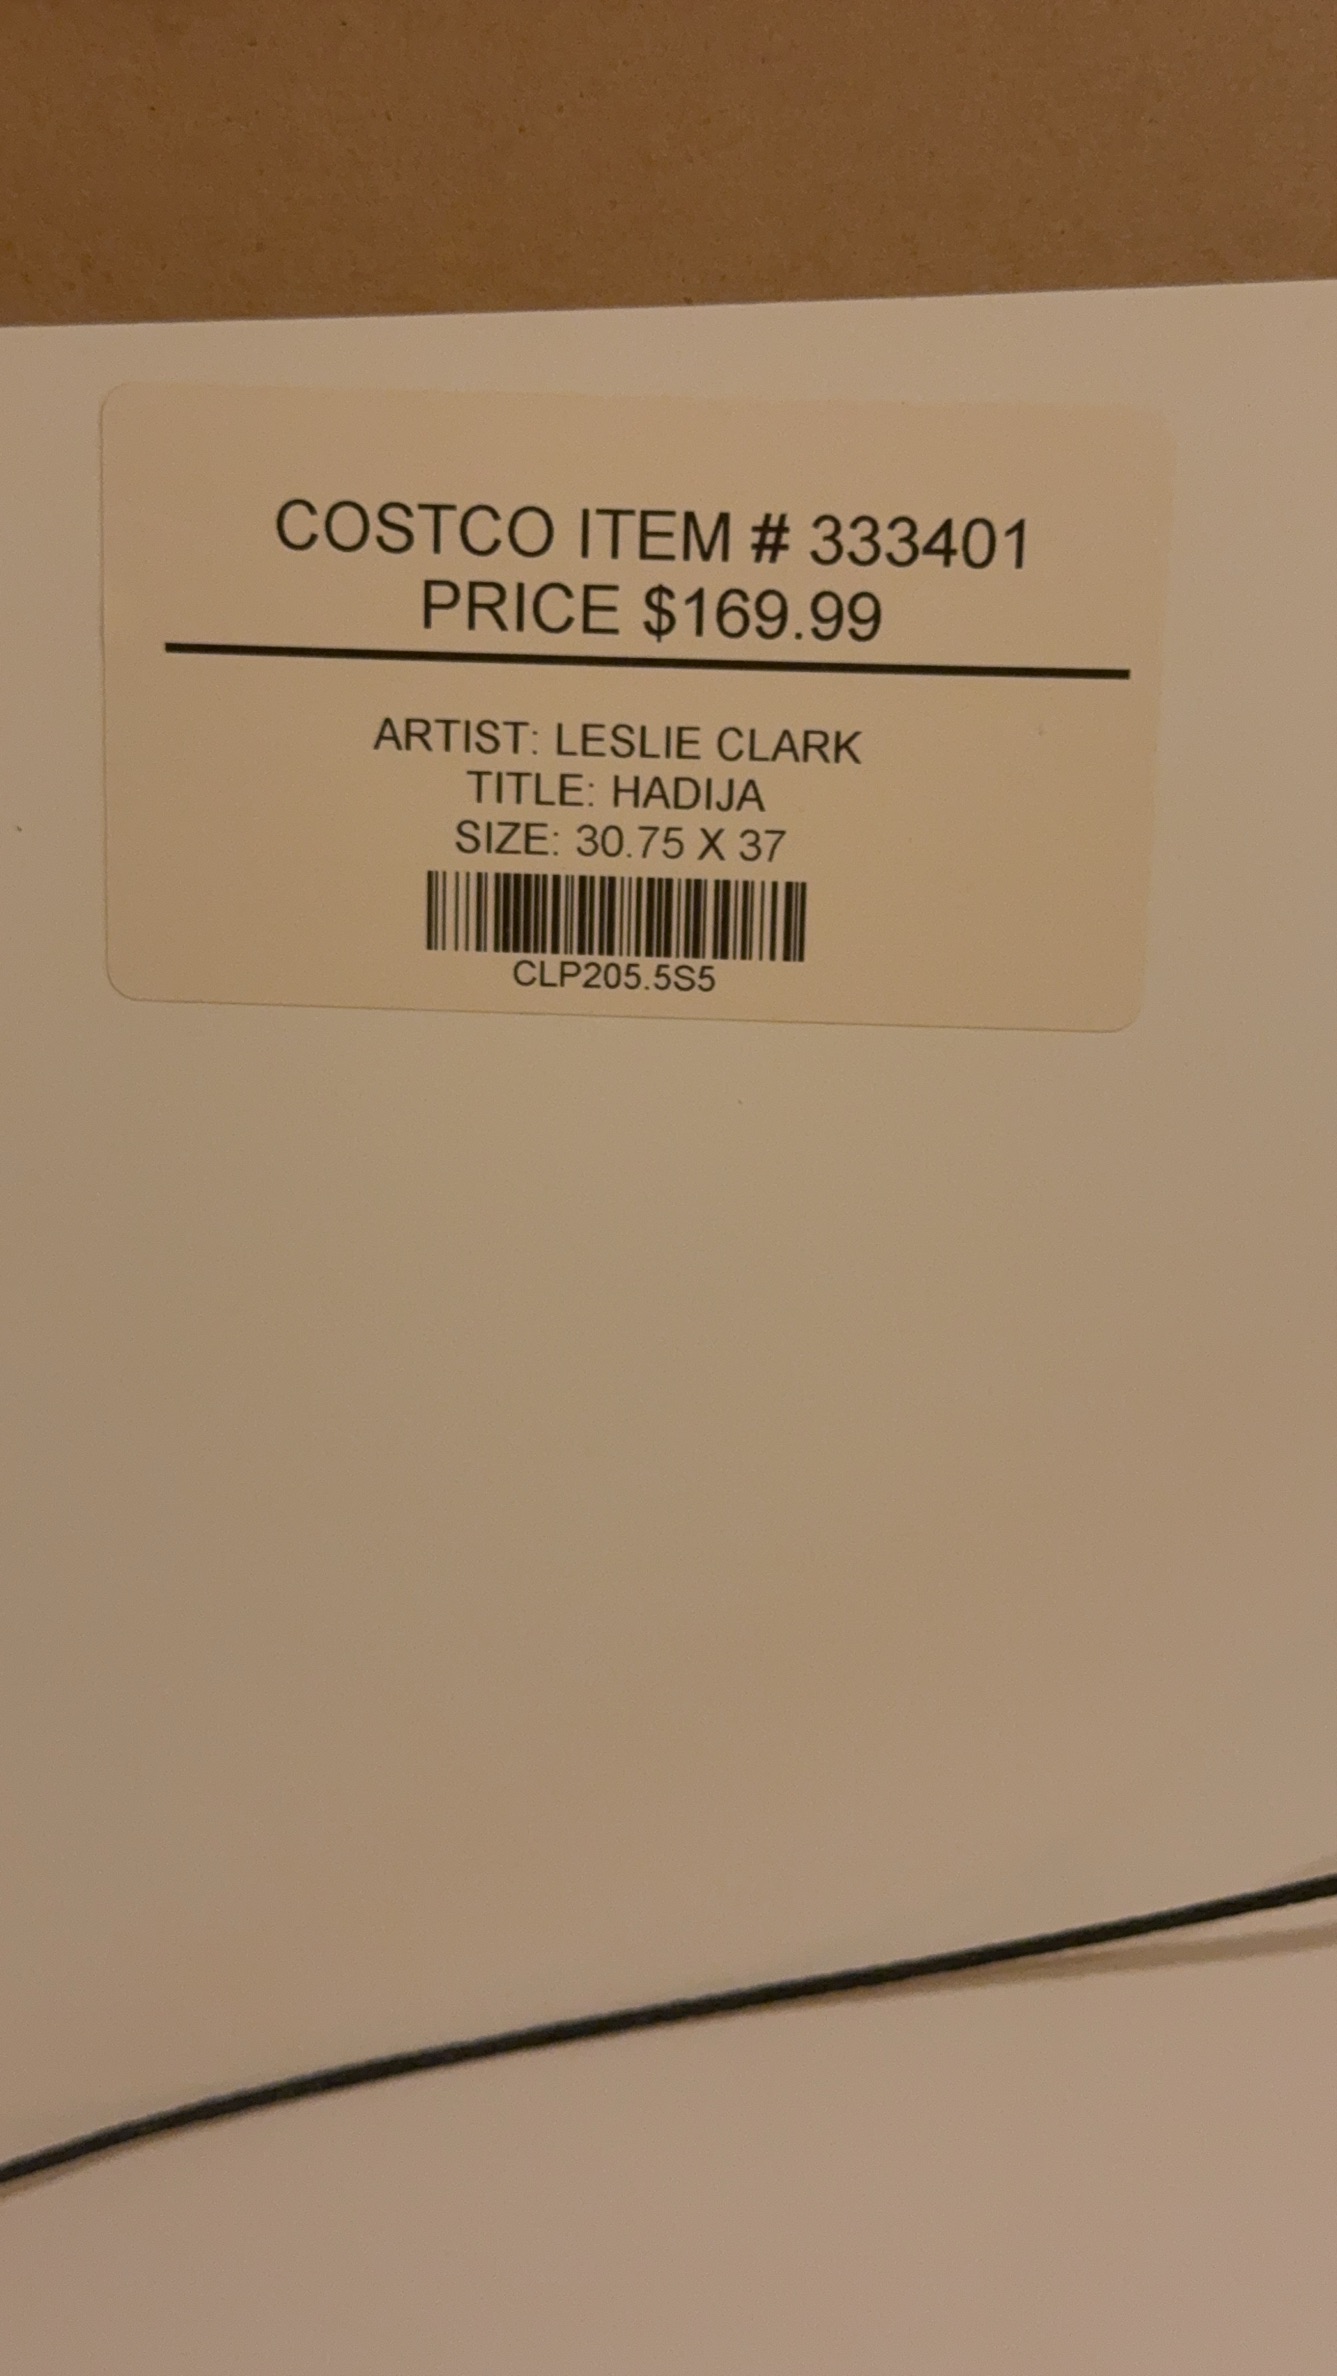 COSTCO ITEM # 333401
PRICE $169.99
ARTIST: LESLIE CLARK
TITLE: HADIJA
SIZE: 30.75 X 37
CLP205.5S5